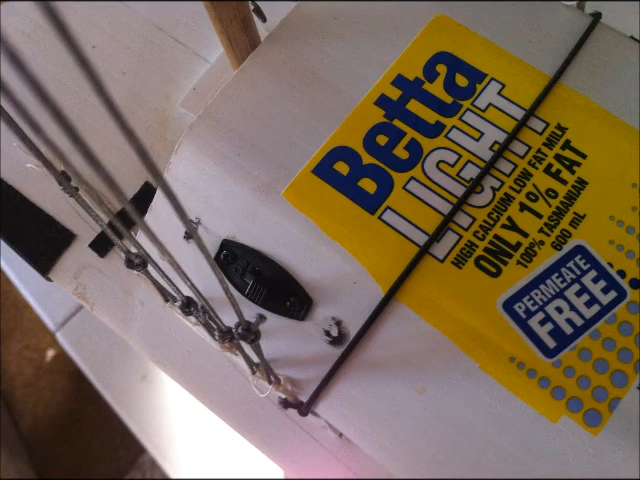 Betta
LIGHT
HIGH CALCIUM LOW FAT MILK
ONLY 1% FAT
100% TASMANIAN
600 mL
PERMEATE
FREE